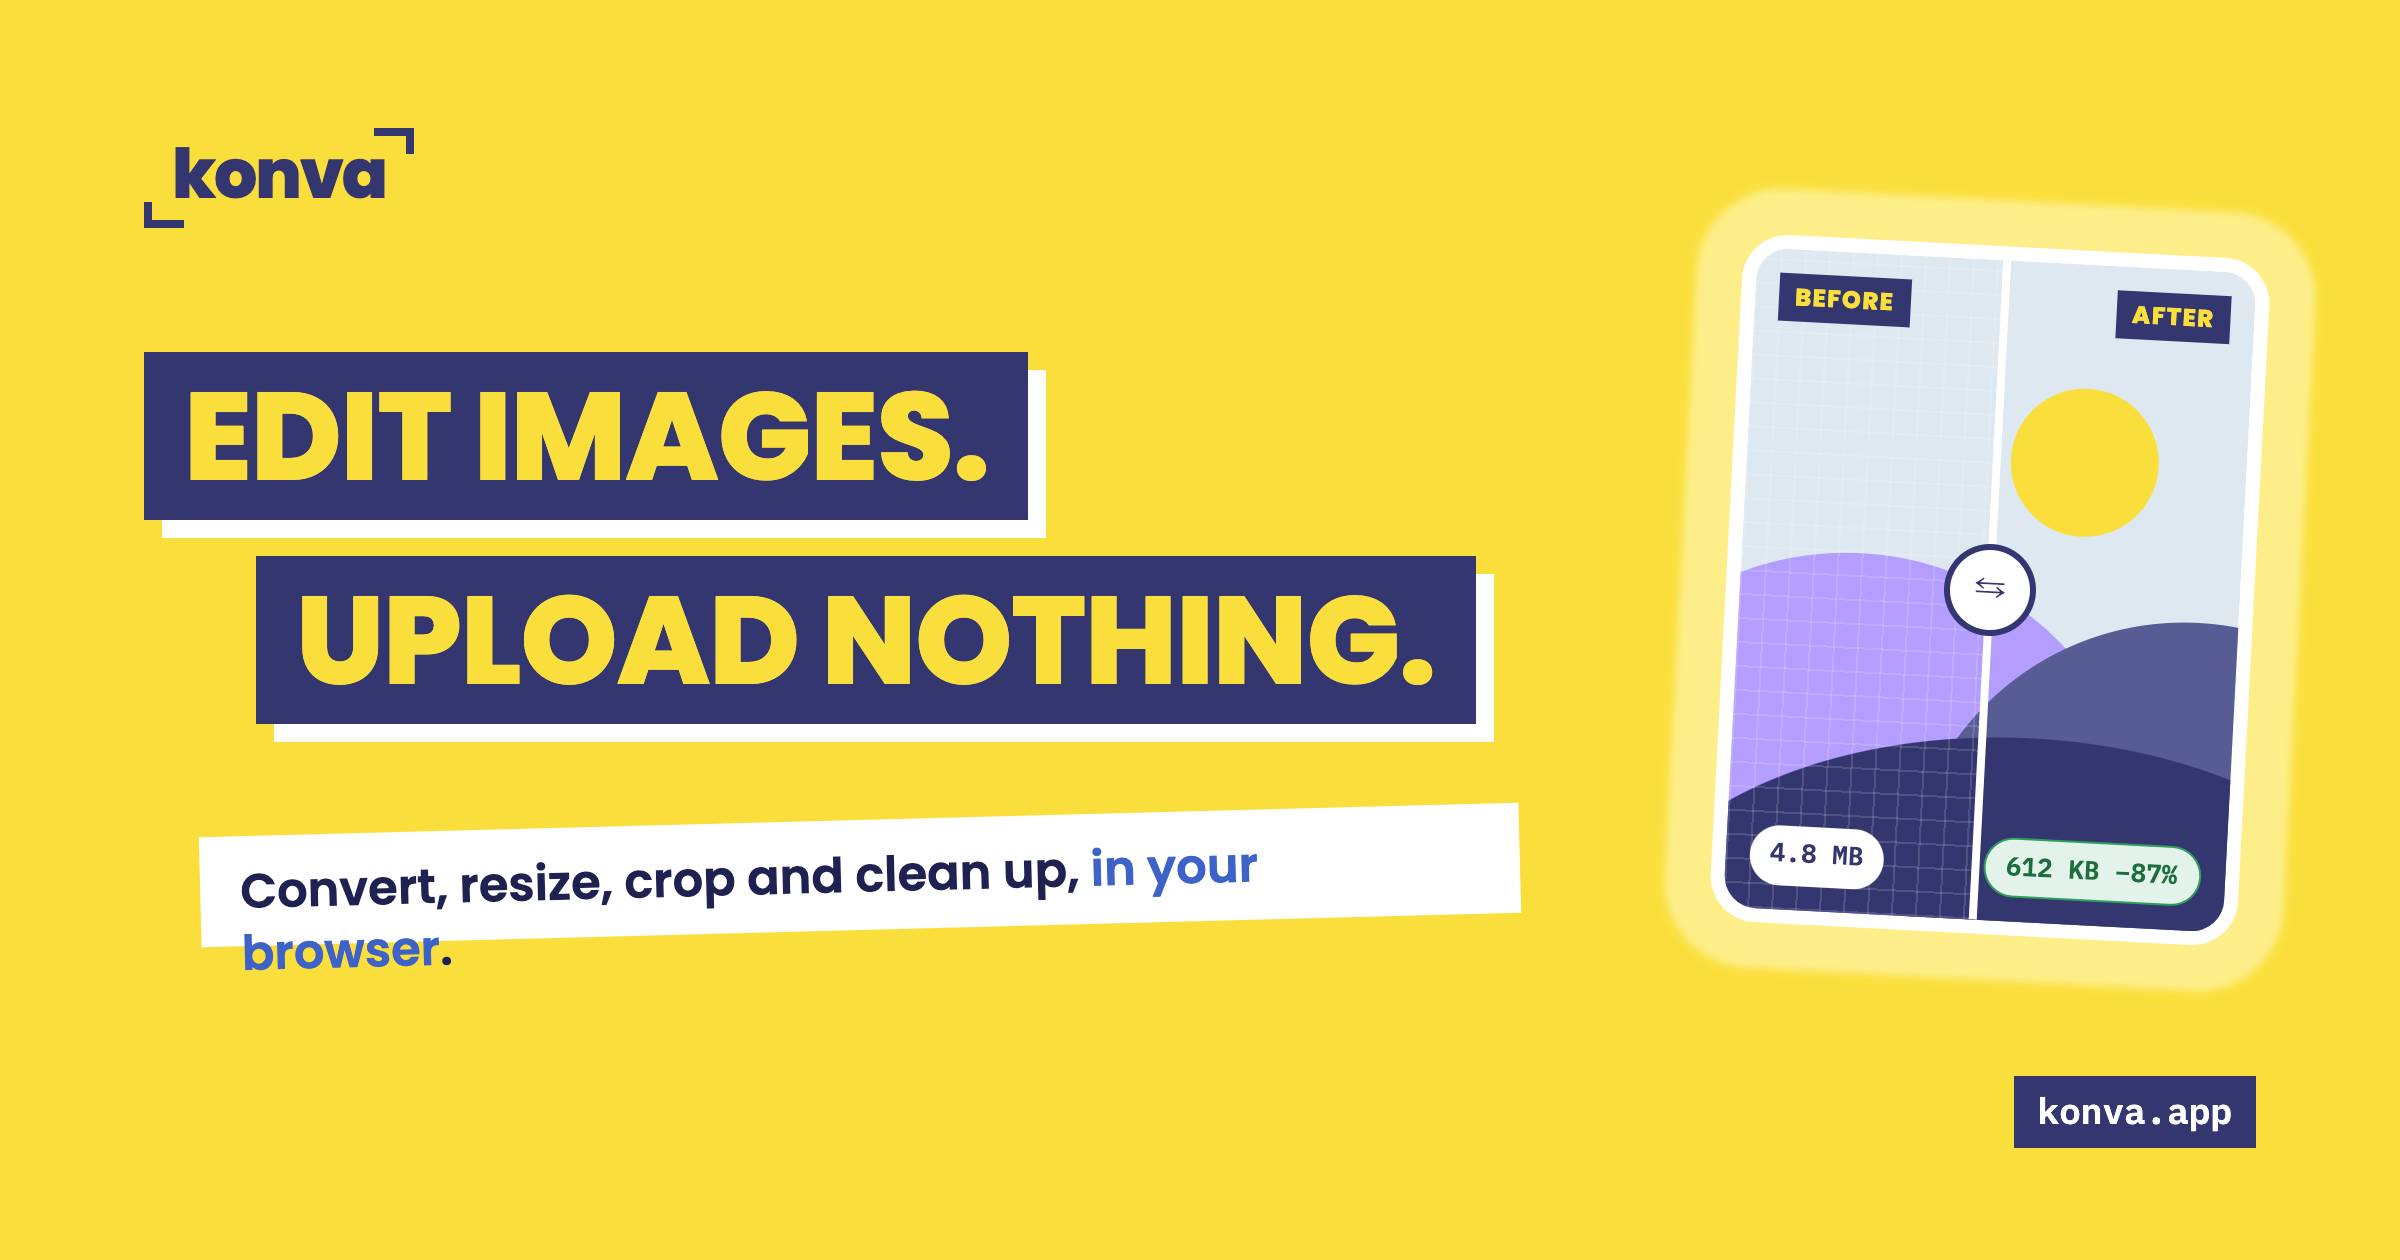 konva
EDIT IMAGES.
UPLOAD NOTHING.
Convert, resize, crop and clean up, in your
browser.
BEFORE
AFTER
4.8 MB
612 KB −87%
konva.app